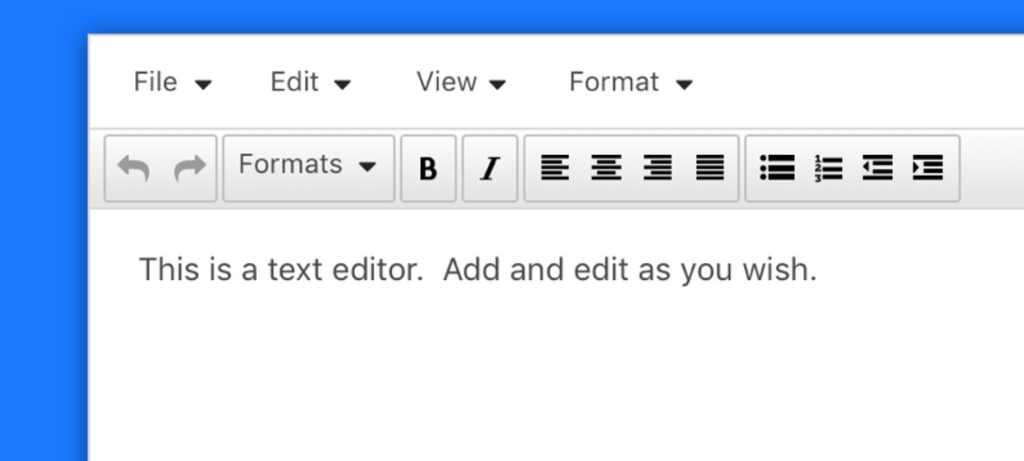 File Edit View Format
Formats B I
This is a text editor.  Add and edit as you wish.